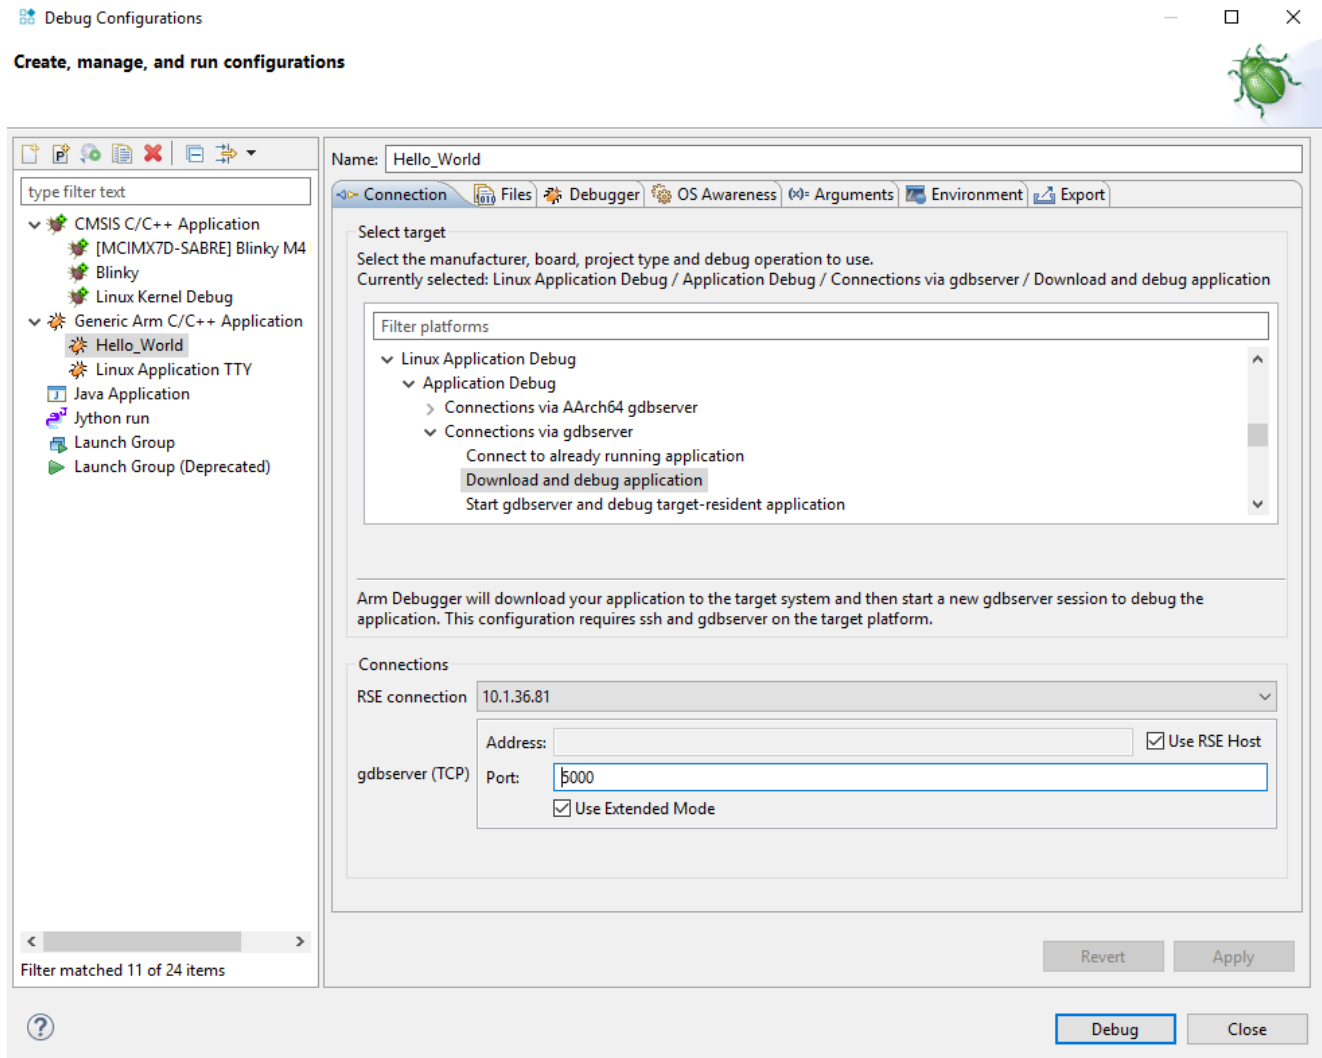 Debug Configurations
Create, manage, and run configurations
type filter text
CMSIS C/C++ Application
[MCIMX7D-SABRE] Blinky M4
Blinky
Linux Kernel Debug
Generic Arm C/C++ Application
Hello_World
Linux Application TTY
Java Application
Jython run
Launch Group
Launch Group (Deprecated)
Filter matched 11 of 24 items
Name: Hello_World
Connection Files Debugger OS Awareness (x)= Arguments Environment Export
Select target
Select the manufacturer, board, project type and debug operation to use.
Currently selected: Linux Application Debug / Application Debug / Connections via gdbserver / Download and debug application
Filter platforms
Linux Application Debug
Application Debug
Connections via AArch64 gdbserver
Connections via gdbserver
Connect to already running application
Download and debug application
Start gdbserver and debug target-resident application
Arm Debugger will download your application to the target system and then start a new gdbserver session to debug the
application. This configuration requires ssh and gdbserver on the target platform.
Connections
RSE connection 10.1.36.81
Address: Use RSE Host
gdbserver (TCP) Port: 5000
Use Extended Mode
Revert Apply
Debug Close